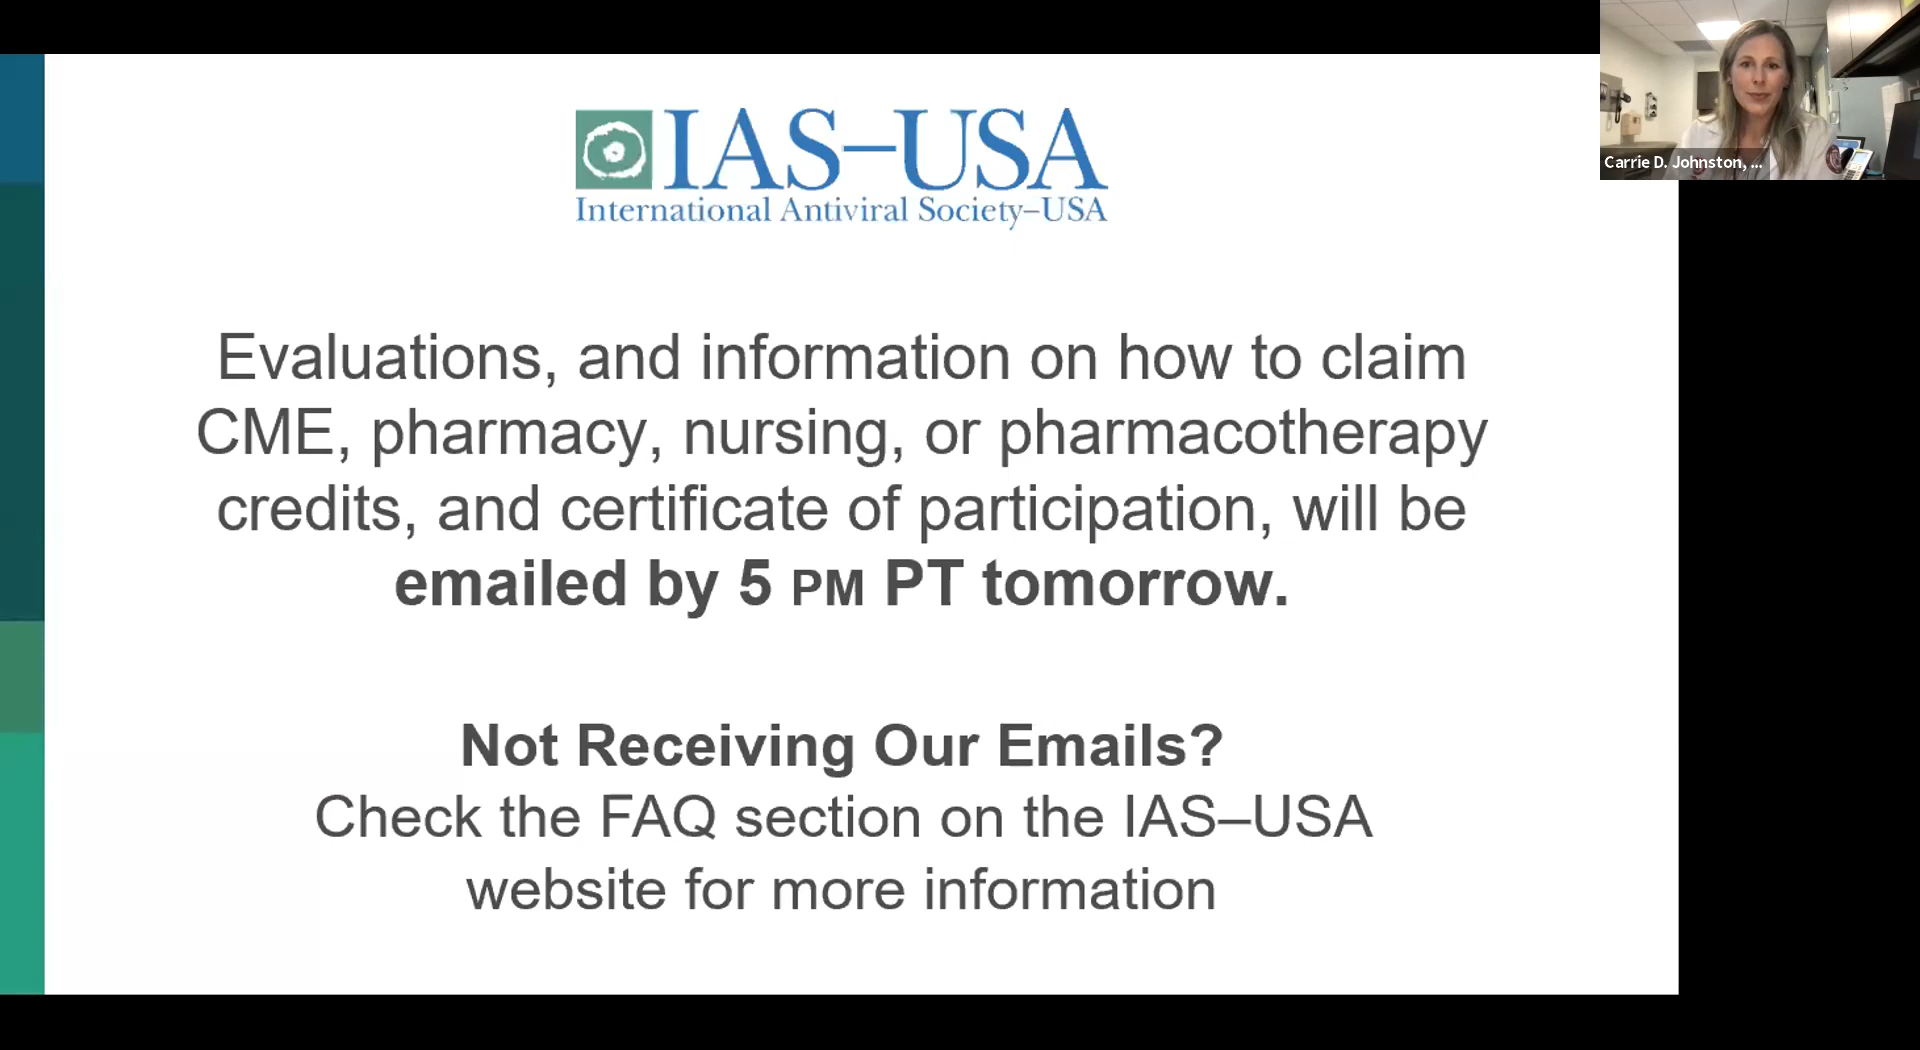 IAS–USA
International Antiviral Society–USA
Carrie D. Johnston, ...
Evaluations, and information on how to claim
CME, pharmacy, nursing, or pharmacotherapy
credits, and certificate of participation, will be
emailed by 5 PM PT tomorrow.
Not Receiving Our Emails?
Check the FAQ section on the IAS–USA
website for more information